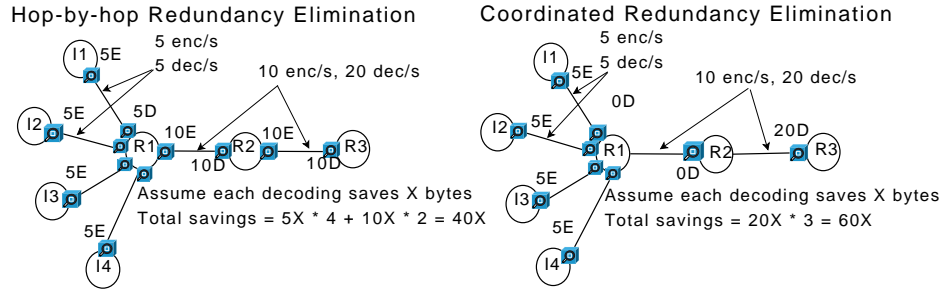 Hop-by-hop Redundancy Elimination
5 enc/s
5 dec/s
10 enc/s, 20 dec/s
I1
5E
I2
5E
5D
R1
10E
10D
R2
10E
10D
R3
5E
I3
5E
I4
Assume each decoding saves X bytes
Total savings = 5X * 4 + 10X * 2 = 40X
Coordinated Redundancy Elimination
5 enc/s
5 dec/s
10 enc/s, 20 dec/s
I1
5E
0D
I2
5E
R1
R2
0D
20D
R3
5E
I3
5E
I4
Assume each decoding saves X bytes
Total savings = 20X * 3 = 60X